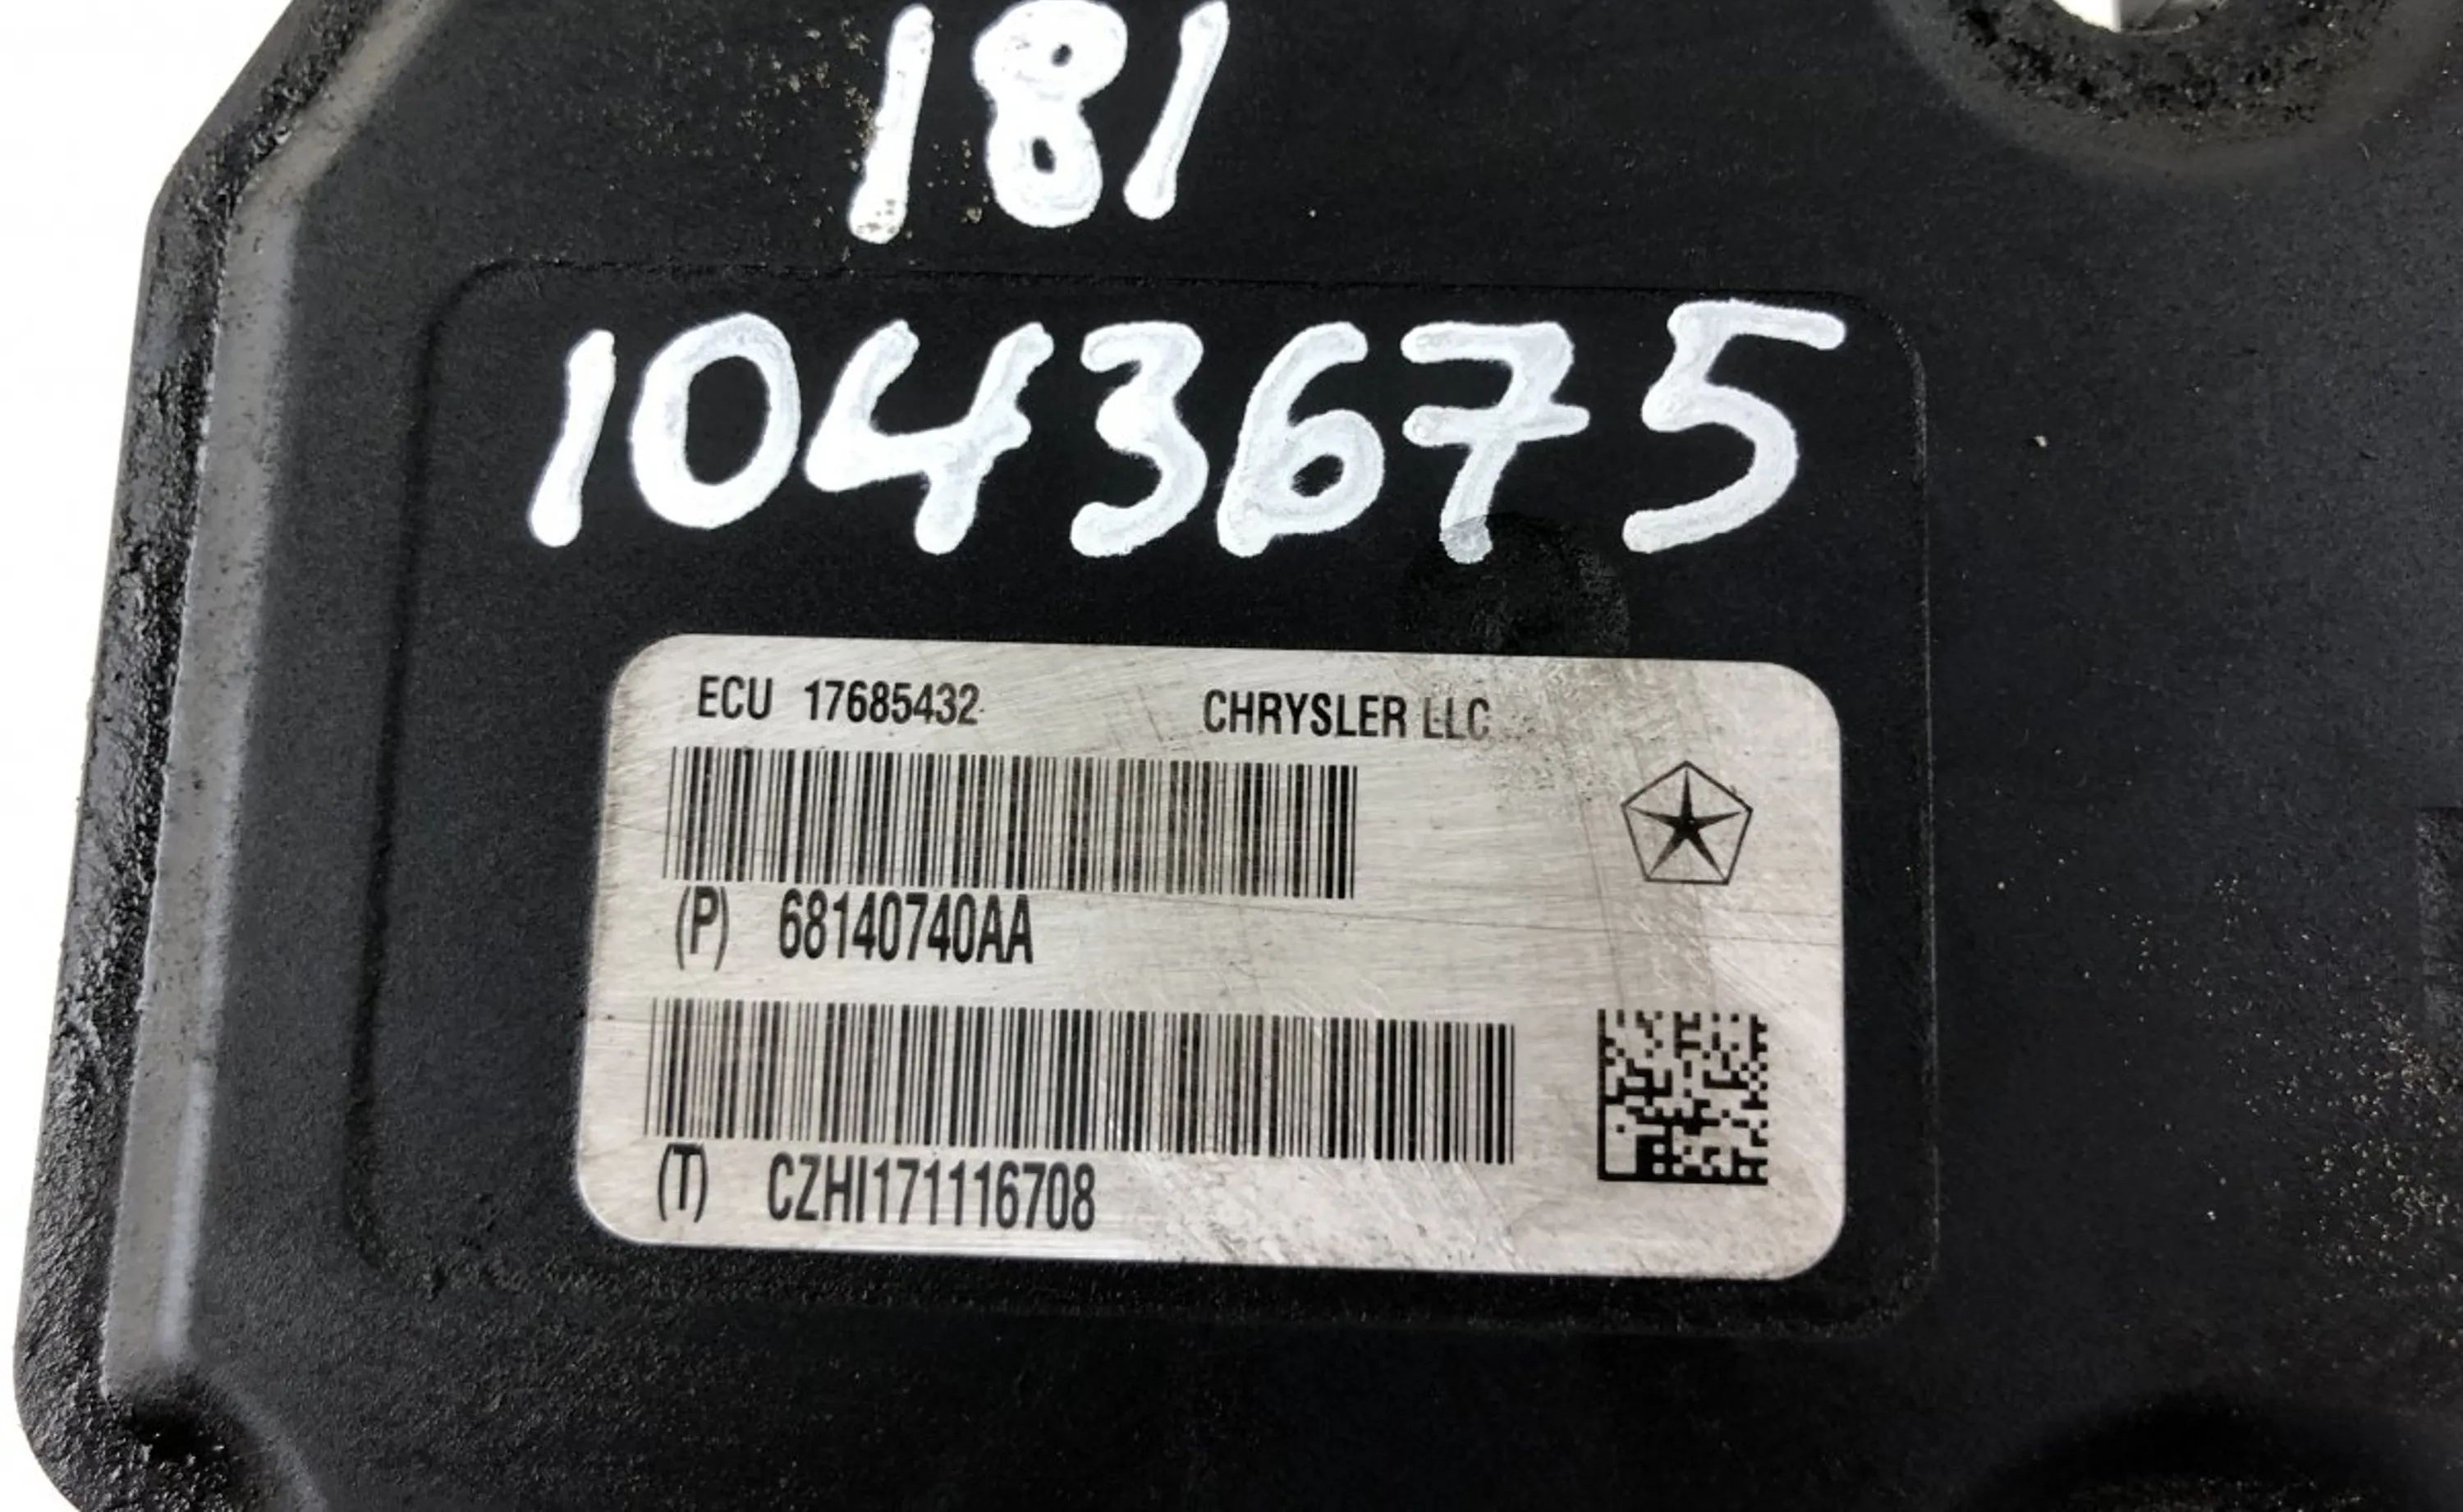 181
1043675
ECU 17685432 CHRYSLER LLC
(P) 68140740AA
(T) CZHI171116708